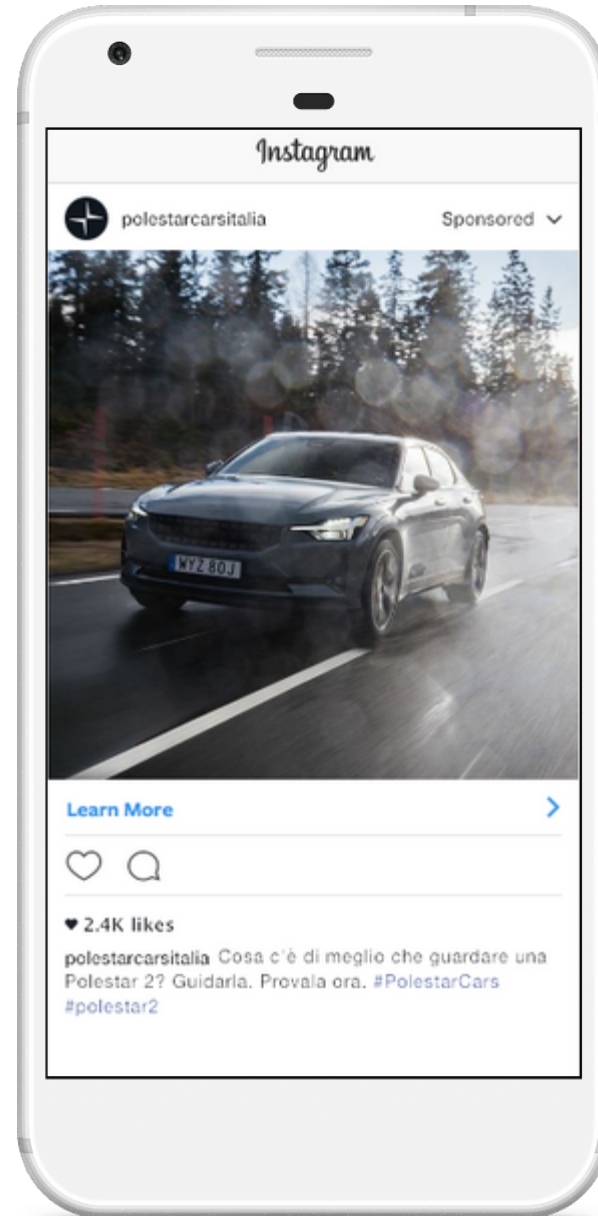 Instagram
polestarcarsitalia
Sponsored
WYZ 80J
Learn More
2.4K likes
polestarcarsitalia Cosa c'è di meglio che guardare una
Polestar 2? Guidarla. Provala ora. #PolestarCars
#polestar2